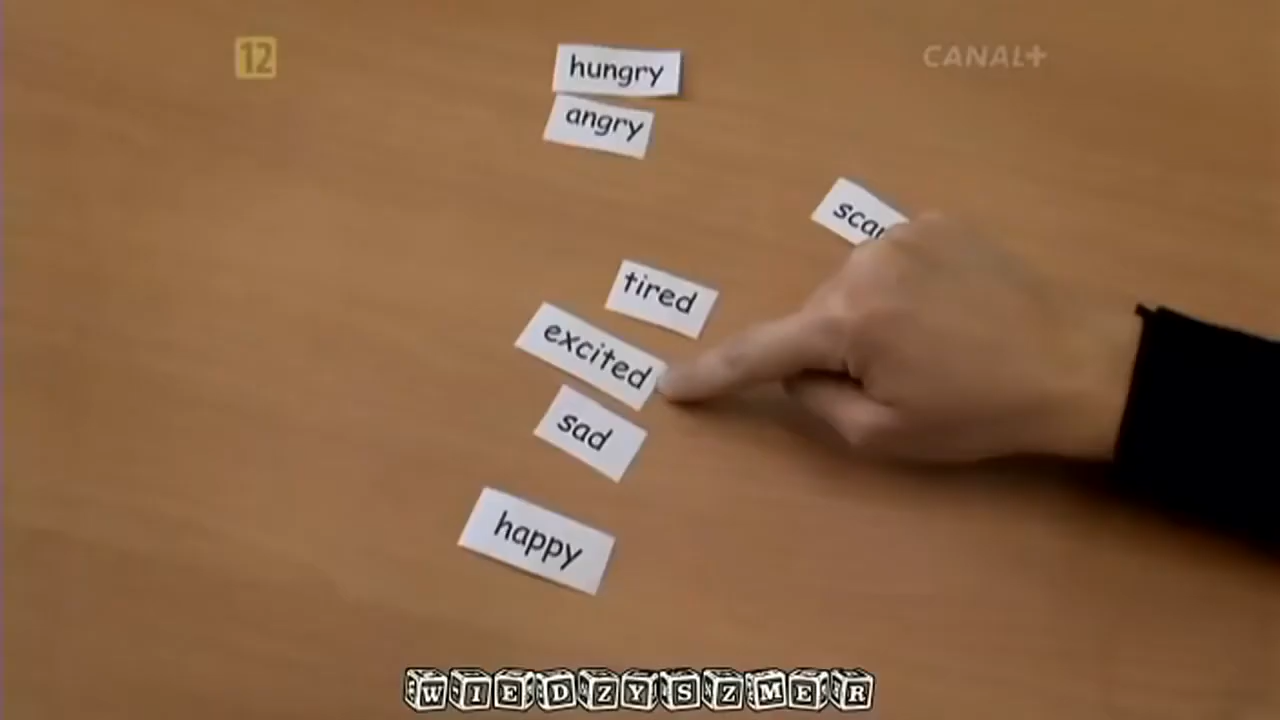 12
CANAL+
hungry
angry
tired
excited
sad
happy
WIEDZYSZMER